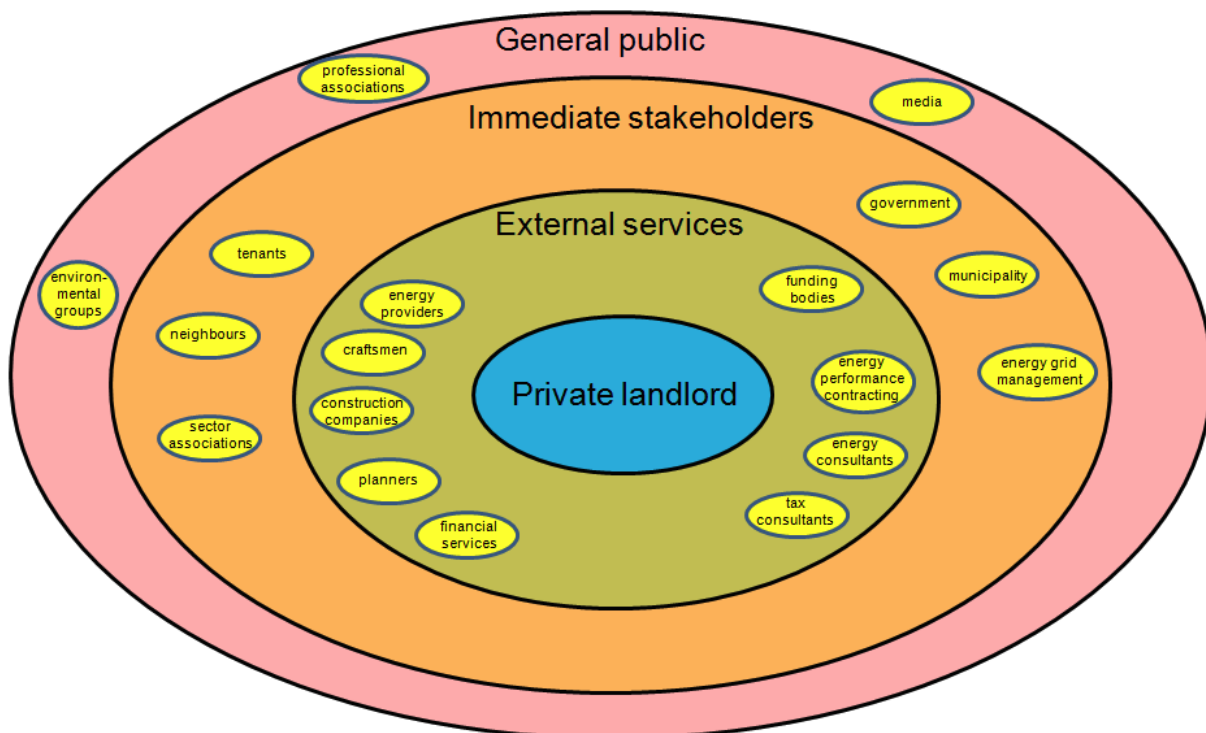 General public
professional
associations
media
Immediate stakeholders
government
External services
tenants
municipality
environ-
mental
groups
funding
bodies
energy
providers
neighbours
craftsmen
energy grid
management
energy
performance
contracting
Private landlord
construction
companies
sector
associations
energy
consultants
planners
tax
consultants
financial
services